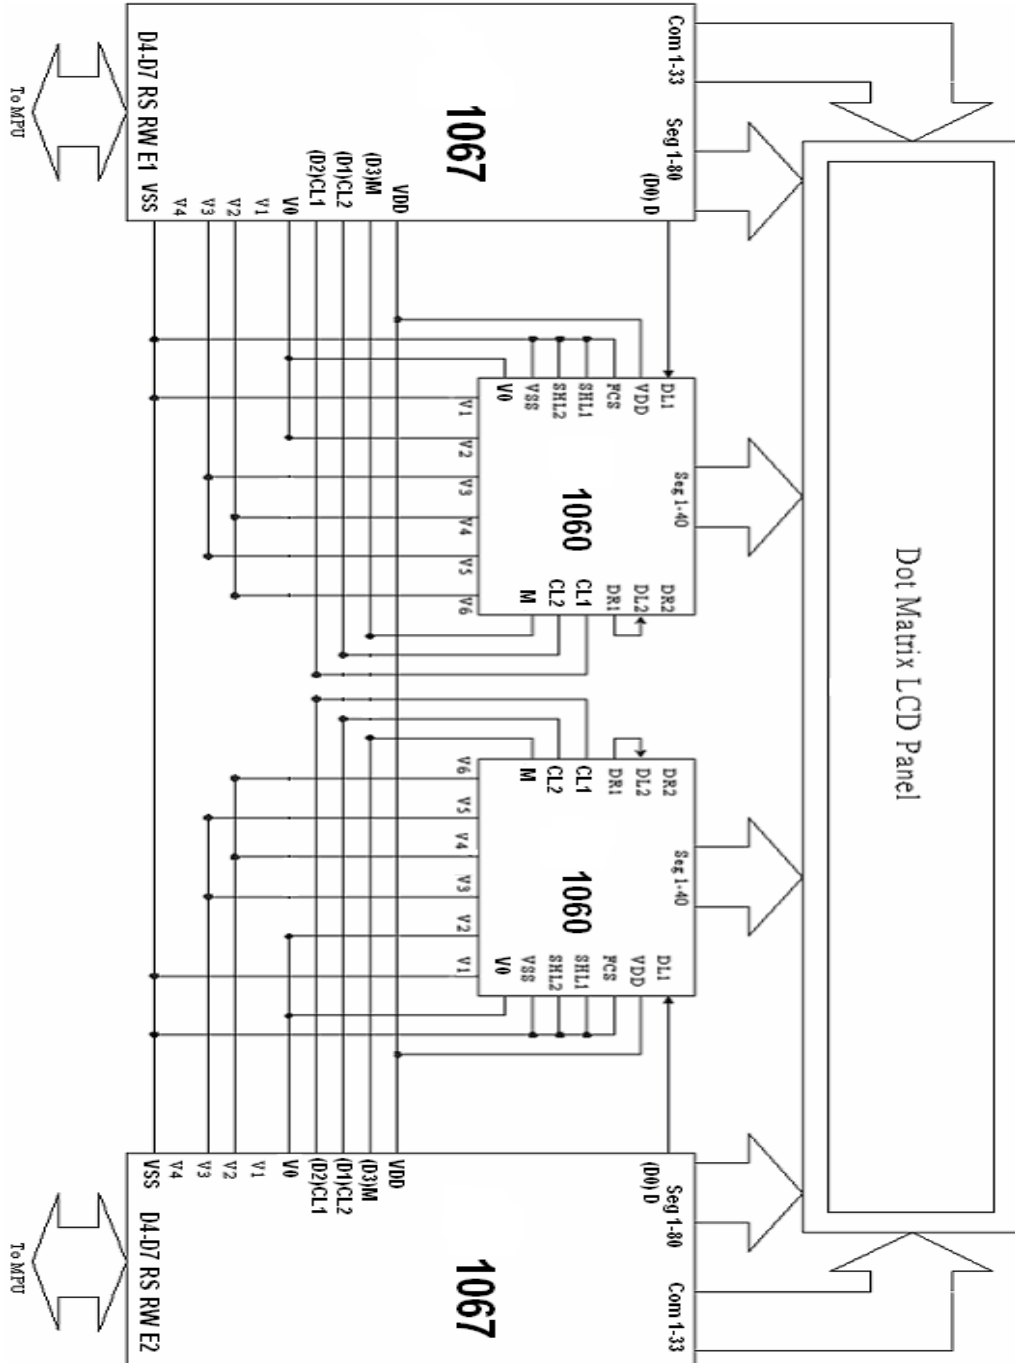 Dot Matrix LCD Panel
Com 1-33
Seg 1-80
(D0) D
1067
VDD
(D3)M
(D1)CL2
(D2)CL1
V0
V1
V2
V3
V4
VSS
D4-D7 RS RW E1
To MPU
DL1
VDD
FCS
SHL1
SHL2
VSS
V0
Seg 1-40
1060
DR2
DL2
DR1
CL1
CL2
M
V1
V2
V3
V4
V5
V6
DR2
DL2
DR1
CL1
CL2
M
Seg 1-40
1060
DL1
VDD
FCS
SHL1
SHL2
VSS
V0
V6
V5
V4
V3
V2
V1
Seg 1-80
Com 1-33
(D0) D
1067
VDD
(D3)M
(D1)CL2
(D2)CL1
V0
V1
V2
V3
V4
VSS
D4-D7 RS RW E2
To MPU